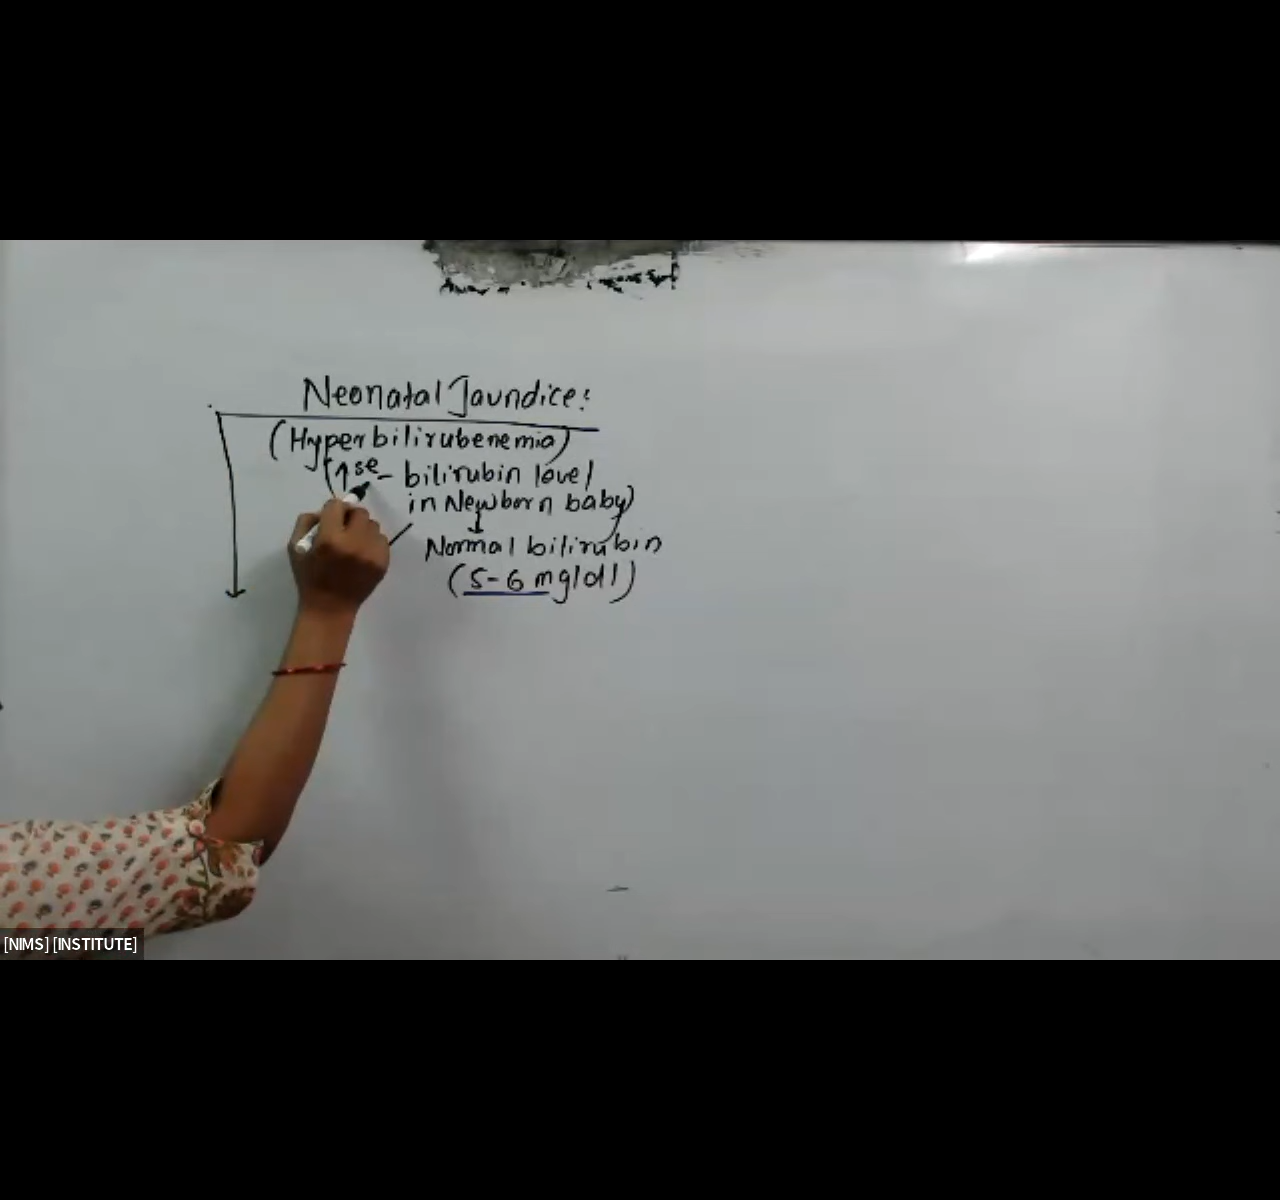 Neonatal Jaundice:
(Hyperbilirubenemia)
(↑se - bilirubin level
in Newborn baby)
↓
Normal bilirubin
(5-6 mg/dl)
[NIMS] [INSTITUTE]